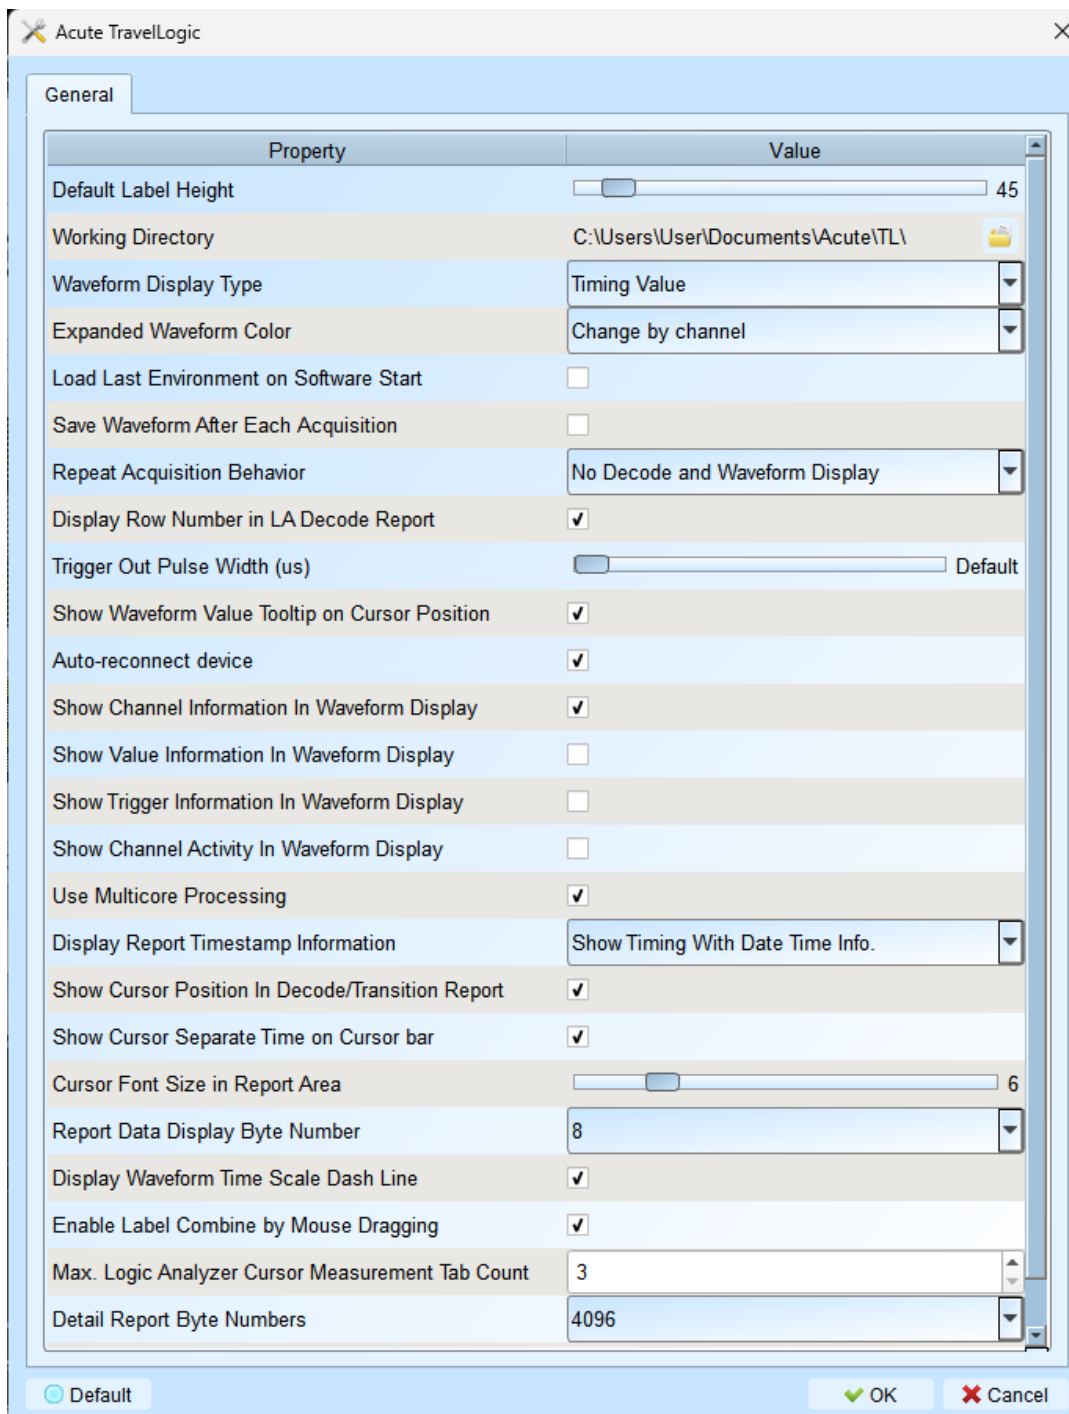 Acute TravelLogic
General
Property Value
Default Label Height 45
Working Directory C:\Users\User\Documents\Acute\TL\
Waveform Display Type Timing Value
Expanded Waveform Color Change by channel
Load Last Environment on Software Start
Save Waveform After Each Acquisition
Repeat Acquisition Behavior No Decode and Waveform Display
Display Row Number in LA Decode Report
Trigger Out Pulse Width (us) Default
Show Waveform Value Tooltip on Cursor Position
Auto-reconnect device
Show Channel Information In Waveform Display
Show Value Information In Waveform Display
Show Trigger Information In Waveform Display
Show Channel Activity In Waveform Display
Use Multicore Processing
Display Report Timestamp Information Show Timing With Date Time Info.
Show Cursor Position In Decode/Transition Report
Show Cursor Separate Time on Cursor bar
Cursor Font Size in Report Area 6
Report Data Display Byte Number 8
Display Waveform Time Scale Dash Line
Enable Label Combine by Mouse Dragging
Max. Logic Analyzer Cursor Measurement Tab Count 3
Detail Report Byte Numbers 4096
Default OK Cancel